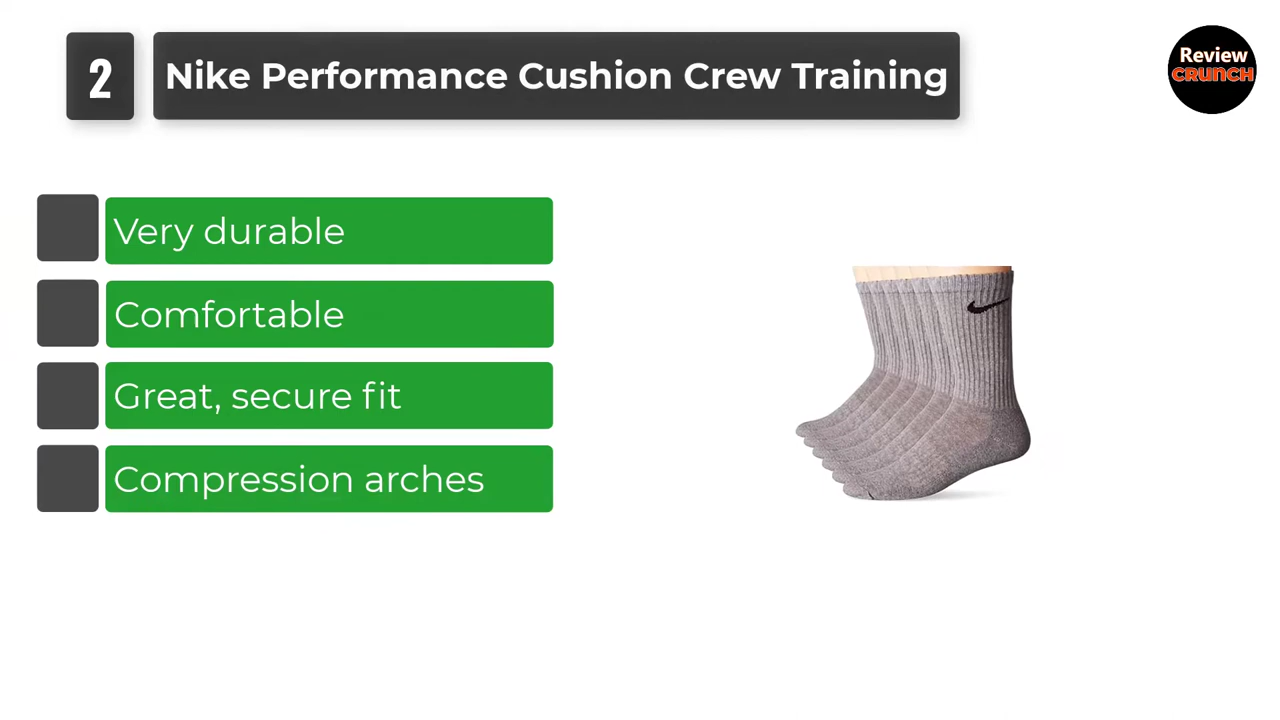 2
Nike Performance Cushion Crew Training
Review
CRUNCH
Very durable
Comfortable
Great, secure fit
Compression arches